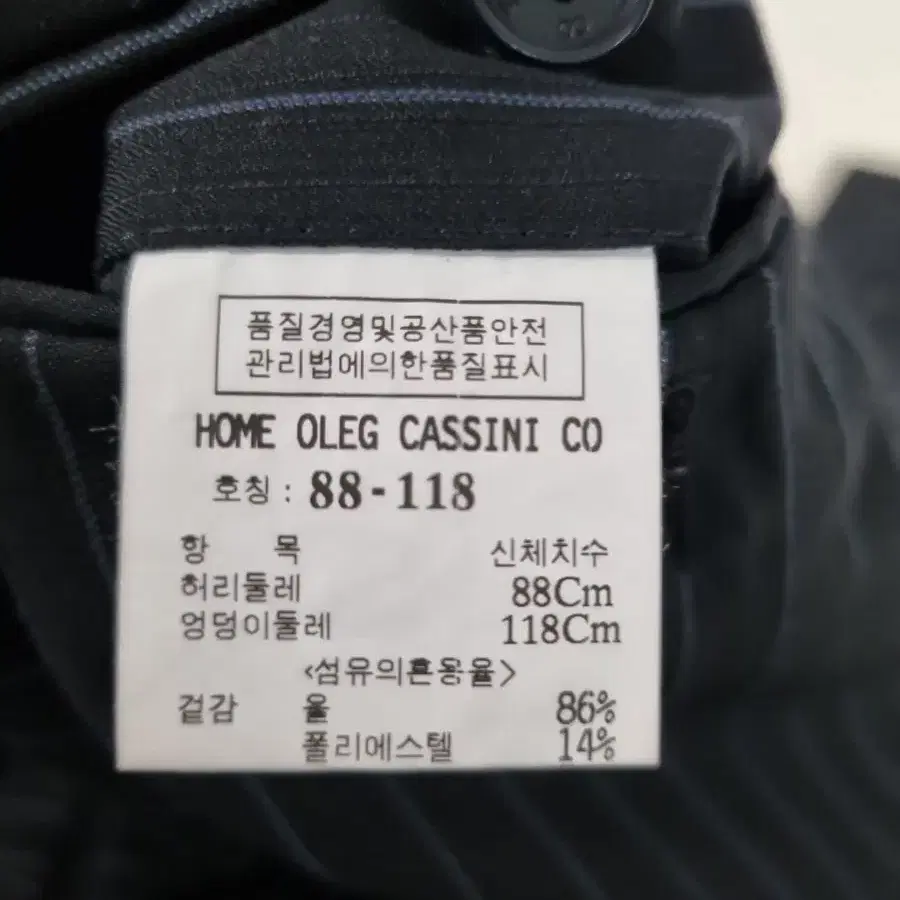 품질경영및공산품안전
관리법에의한품질표시
HOME OLEG CASSINI CO
호칭 : 88-118
항 목 신체치수
허리둘레 88Cm
엉덩이둘레 118Cm
<섬유의혼용율>
겉감 울 86%
폴리에스텔 14%